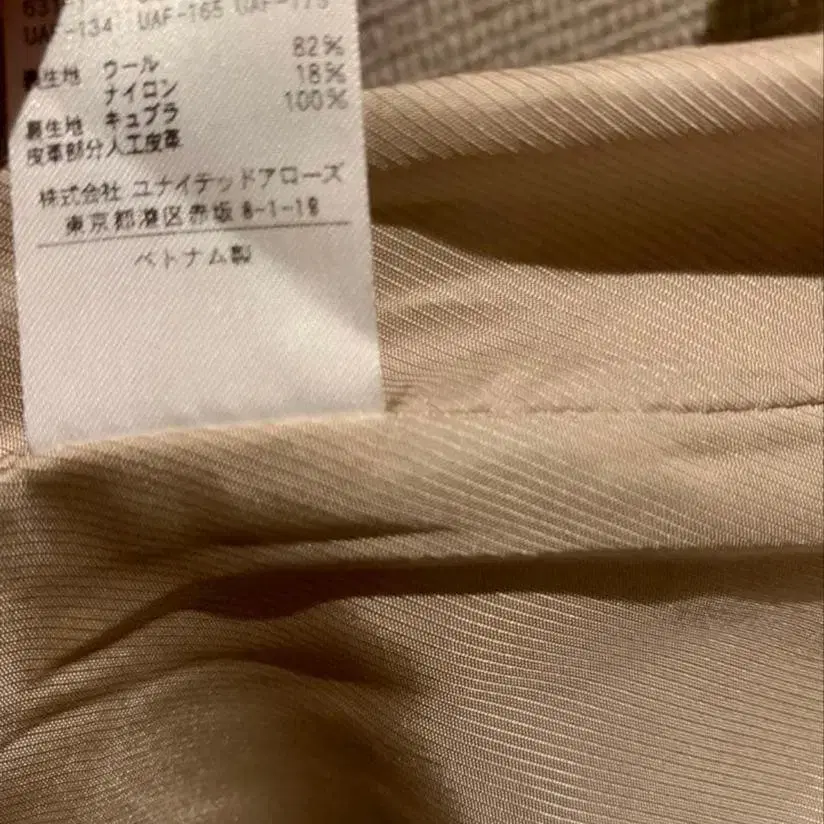 UAF-134 UAF-165 UAF-175
表生地 ウール 82%
ナイロン 18%
裏生地 キュプラ 100%
皮革部分人工皮革
株式会社 ユナイテッドアローズ
東京都港区赤坂 8-1-19
ベトナム製